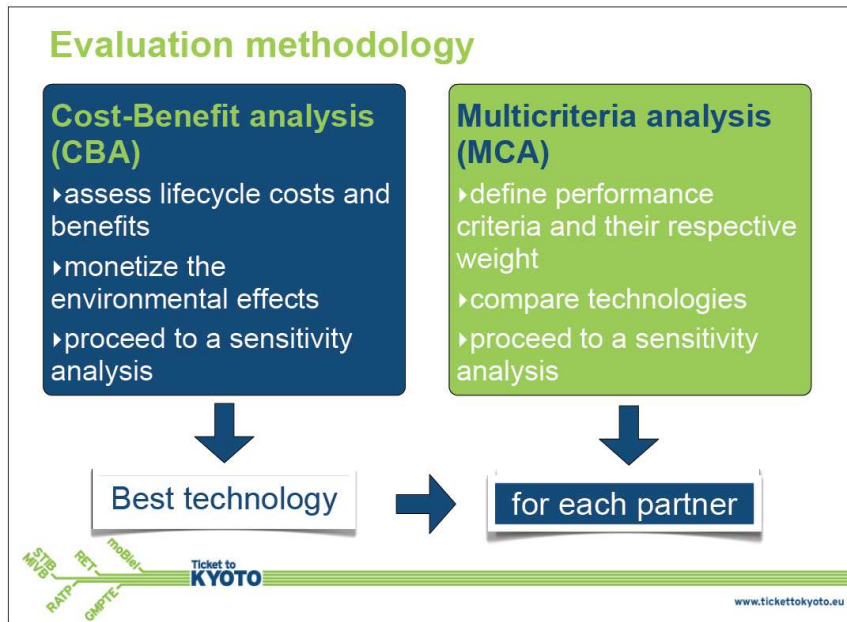 Evaluation methodology
Cost-Benefit analysis
(CBA)
▸assess lifecycle costs and
benefits
▸monetize the
environmental effects
▸proceed to a sensitivity
analysis
Multicriteria analysis
(MCA)
▸define performance
criteria and their respective
weight
▸compare technologies
▸proceed to a sensitivity
analysis
Best technology
for each partner
STIB
MIVB
RET
moBiel
RATP
GMPTE
Ticket to
KYOTO
www.tickettokyoto.eu